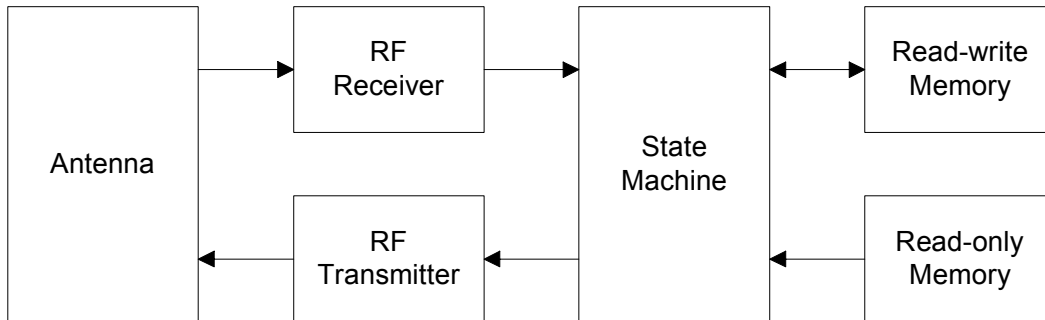 Antenna
RF
Receiver
RF
Transmitter
State
Machine
Read-write
Memory
Read-only
Memory